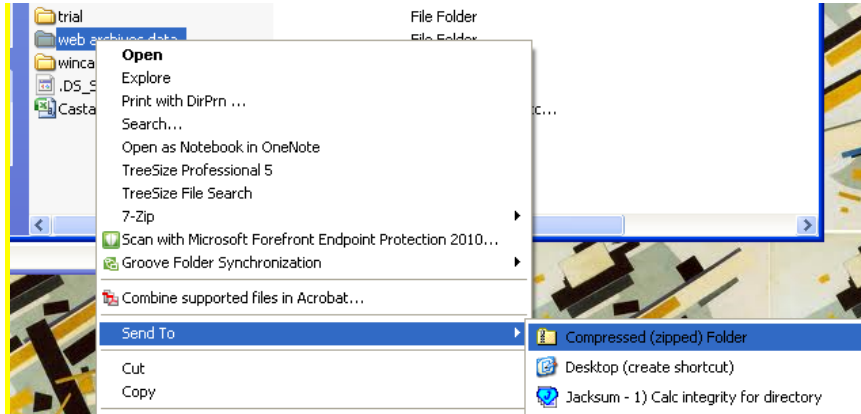 trial File Folder
web archives data File Folder
winca
.DS_S
Casta
Open
Explore
Print with DirPrn ...
Search...
Open as Notebook in OneNote
TreeSize Professional 5
TreeSize File Search
7-Zip
Scan with Microsoft Forefront Endpoint Protection 2010...
Groove Folder Synchronization
Combine supported files in Acrobat...
Send To
Cut
Copy
Compressed (zipped) Folder
Desktop (create shortcut)
Jacksum - 1) Calc integrity for directory